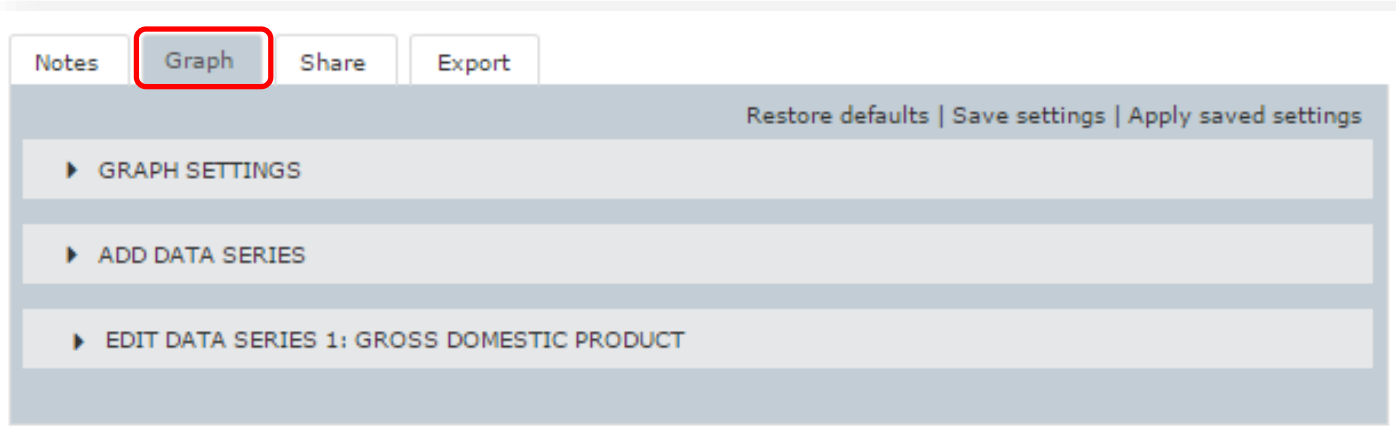 Notes Graph Share Export
Restore defaults | Save settings | Apply saved settings
GRAPH SETTINGS
ADD DATA SERIES
EDIT DATA SERIES 1: GROSS DOMESTIC PRODUCT